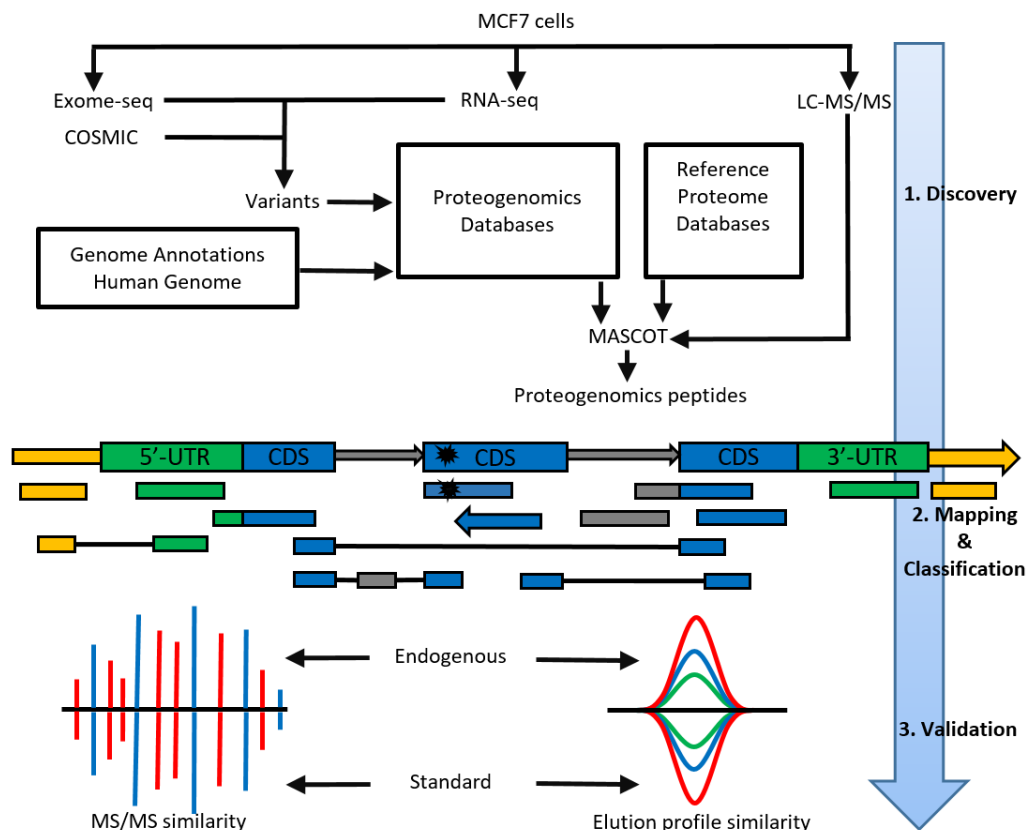 MCF7 cells
Exome-seq
RNA-seq
LC-MS/MS
COSMIC
Variants
Proteogenomics
Databases
Reference
Proteome
Databases
1. Discovery
Genome Annotations
Human Genome
MASCOT
Proteogenomics peptides
5’-UTR
CDS
CDS
CDS
3’-UTR
2. Mapping
&
Classification
Endogenous
3. Validation
Standard
MS/MS similarity
Elution profile similarity